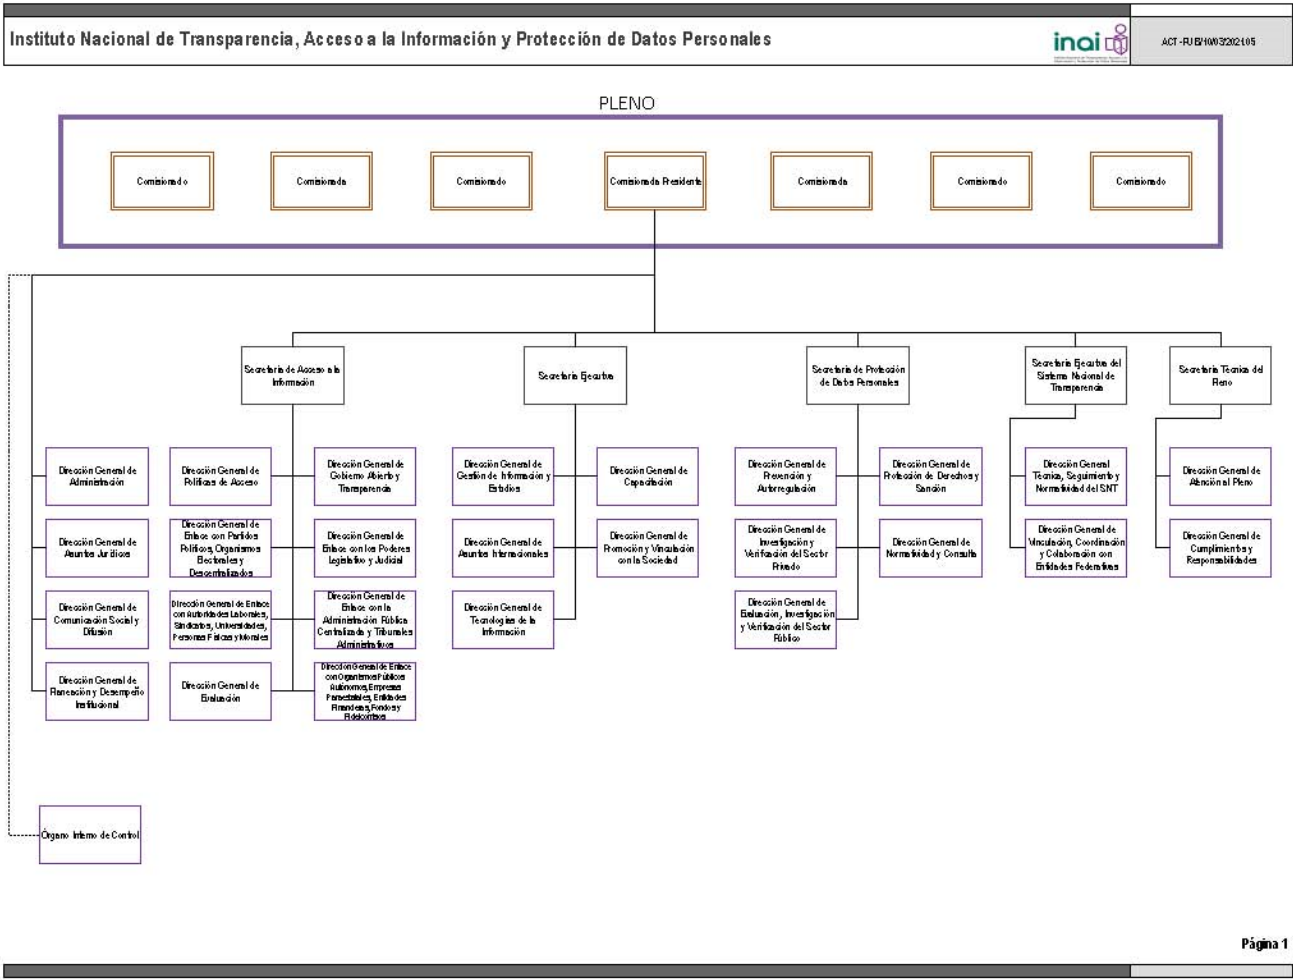 Instituto Nacional de Transparencia, Acceso a la Información y Protección de Datos Personales
inai
PLENO
Comisionado
Comisionada
Comisionado
Comisionada Presidente
Comisionada
Comisionado
Comisionado
Secretaría de Acceso a la
Información
Secretaría Ejecutiva
Secretaría de Protección
de Datos Personales
Secretaría Ejecutiva del
Sistema Nacional de
Transparencia
Secretaría Técnica del
Pleno
Dirección General de
Administración
Dirección General de
Políticas de Acceso
Dirección General de
Gobierno Abierto y
Transparencia
Dirección General de
Gestión de Información y
Estudios
Dirección General de
Capacitación
Dirección General de
Prevención y
Autorregulación
Dirección General de
Protección de Derechos y
Sanción
Dirección General
Técnica, Seguimiento y
Normatividad del SNT
Dirección General de
Atención al Pleno
Dirección General de
Asuntos Jurídicos
Dirección General de
Enlace con Partidos
Políticos, Organismos
Electorales y
Descentralizados
Dirección General de
Enlace con los Poderes
Legislativo y Judicial
Dirección General de
Asuntos Internacionales
Dirección General de
Promoción y Vinculación
con la Sociedad
Dirección General de
Investigación y
Verificación del Sector
Privado
Dirección General de
Normatividad y Consulta
Dirección General de
Vinculación, Coordinación
y Colaboración con
Entidades Federativas
Dirección General de
Cumplimientos y
Responsabilidades
Dirección General de
Comunicación Social y
Difusión
Dirección General de Enlace
con Autoridades Laborales,
Sindicatos, Universidades,
Personas Físicas y Morales
Dirección General de
Enlace con la
Administración Pública
Centralizada y Tribunales
Administrativos
Dirección General de
Tecnologías de la
Información
Dirección General de
Evaluación, Investigación
y Verificación del Sector
Público
Dirección General de
Planeación y Desempeño
Institucional
Dirección General de
Evaluación
Dirección General de Enlace
con Organismos Públicos
Autónomos, Empresas
Paraestatales, Entidades
Financieras, Fondos y
Fideicomisos
Órgano Interno de Control
Página 1